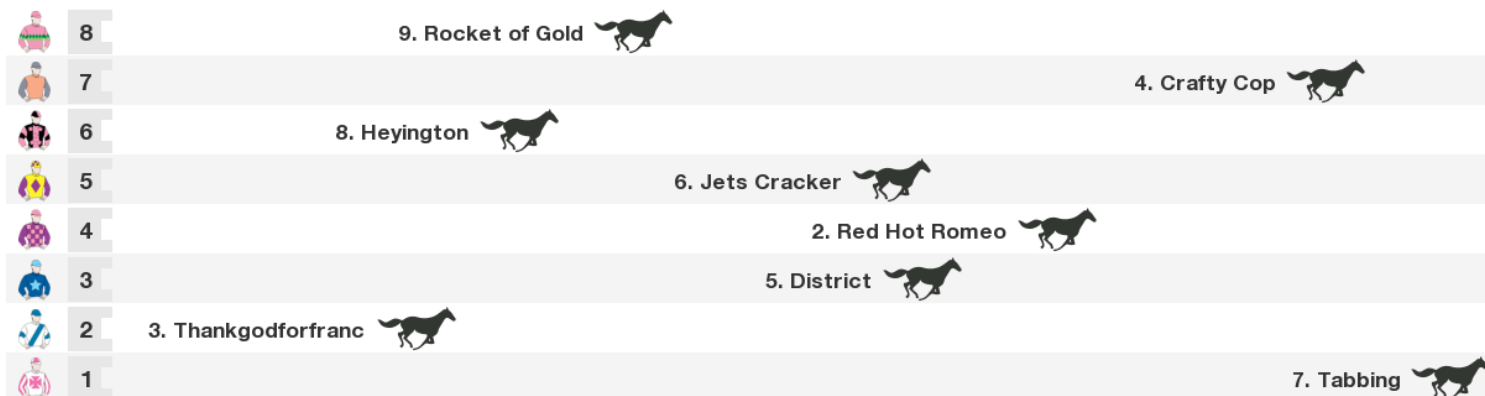 8 9. Rocket of Gold
7 4. Crafty Cop
6 8. Heyington
5 6. Jets Cracker
4 2. Red Hot Romeo
3 5. District
2 3. Thankgodforfranc
1 7. Tabbing